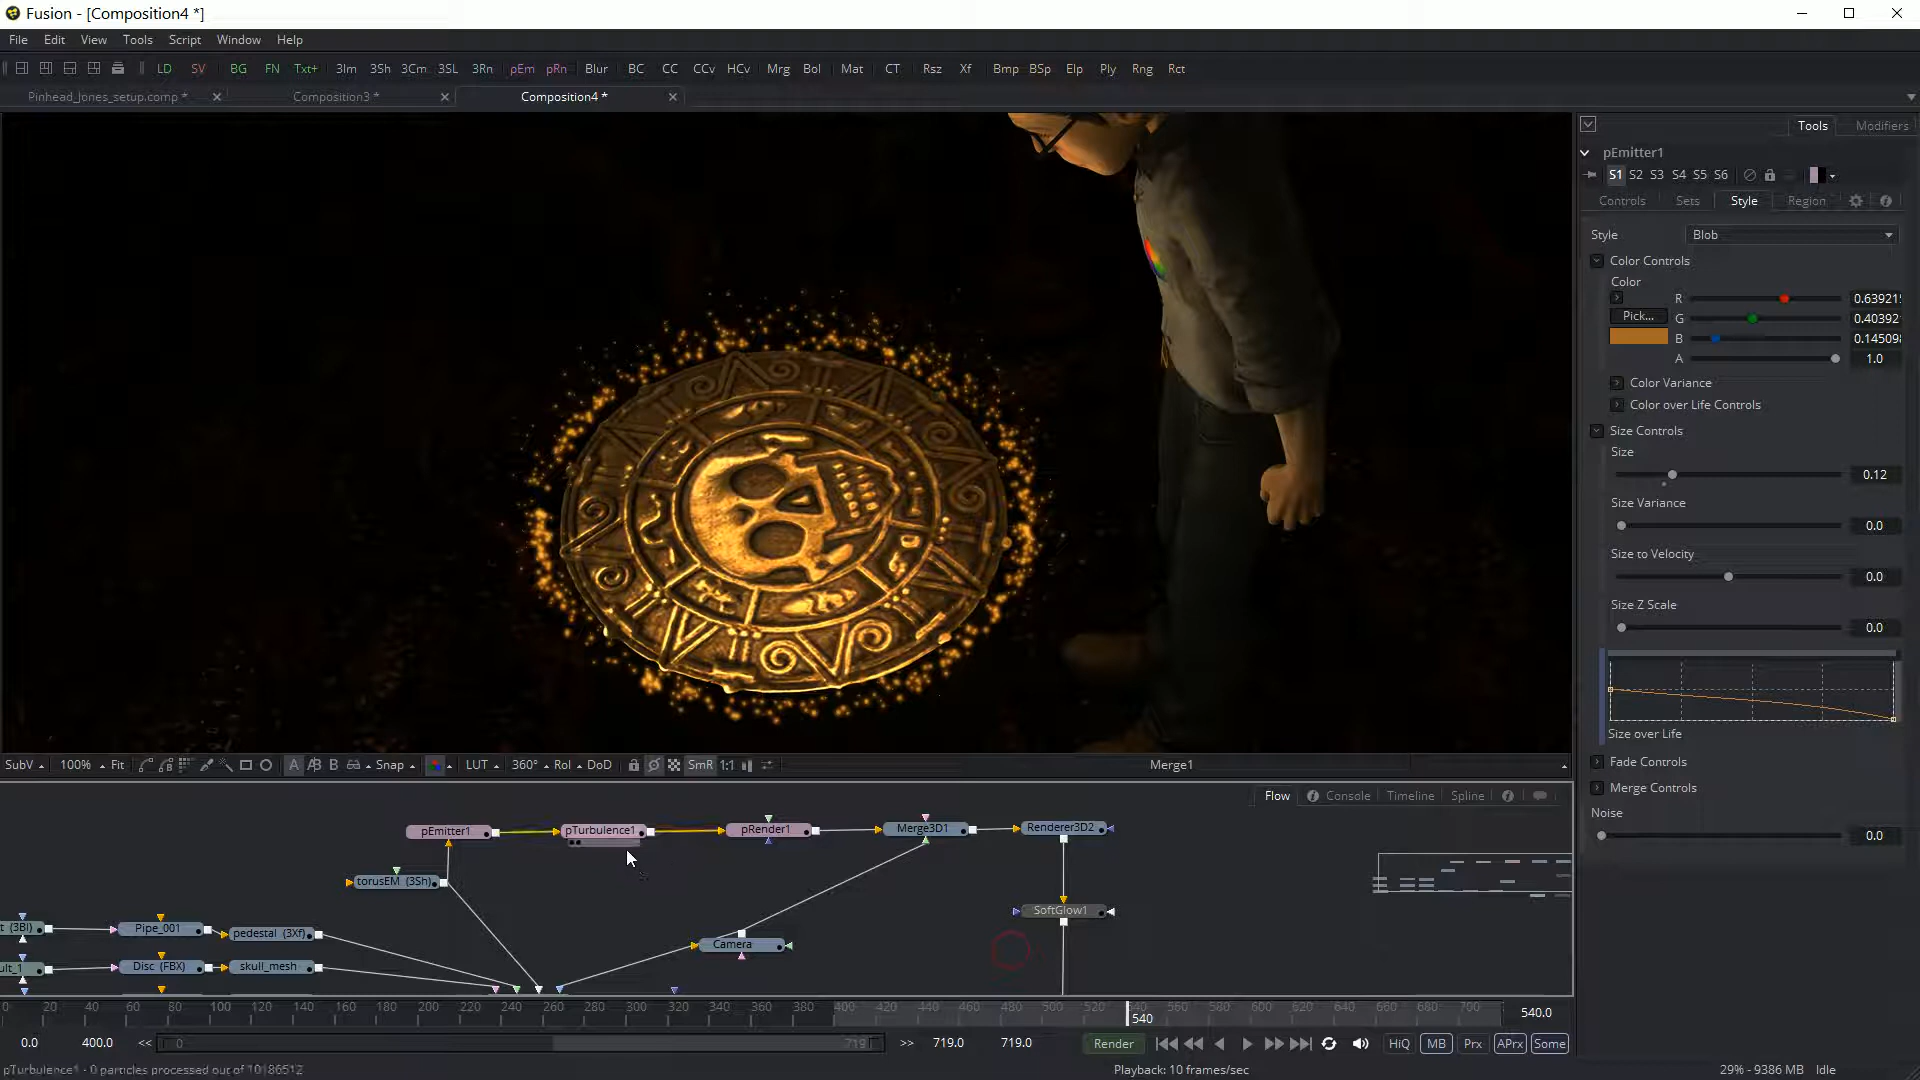 Fusion - [Composition4 *]
File Edit View Tools Script Window Help
LD SV BG FN Txt+ 3Im 3Sh 3Cm 3SL 3Rn pEm pRn Blur BC CC CCv HCv Mrg Bol Mat CT Rsz Xf Bmp BSp Elp Ply Rng Rct
Pinhead_Jones_setup.comp * Composition3 * Composition4 *
Tools Modifiers
pEmitter1
S1 S2 S3 S4 S5 S6
Controls Sets Style Region
Style Blob
Color Controls
Color
R 0.63921
Pick... G 0.40392
B 0.14509
A 1.0
Color Variance
Color over Life Controls
Size Controls
Size
0.12
Size Variance
0.0
Size to Velocity
0.0
Size Z Scale
0.0
Size over Life
Fade Controls
Merge Controls
Noise
0.0
SubV 100% Fit A B Snap LUT 360° Rol DoD SmR 1:1 Merge1
Flow Console Timeline Spline
pEmitter1 pTurbulence1 pRender1 Merge3D1 Renderer3D2
torusEM (3Sh)
SoftGlow1
t (3Bl) Pipe_001 pedestal (3Xf) Camera
ult_1 Disc (FBX) skull_mesh
0 20 40 60 80 100 120 140 160 180 200 220 240 260 280 300 320 340 360 380 400 420 440 460 480 500 520 540 560 580 600 620 640 660 680 700
540 540.0
0.0 400.0 << 0 719 >> 719.0 719.0 Render HiQ MB Prx APrx Some
pTurbulence1 - 0 particles processed out of 10186512 Playback: 10 frames/sec 29% - 9386 MB Idle